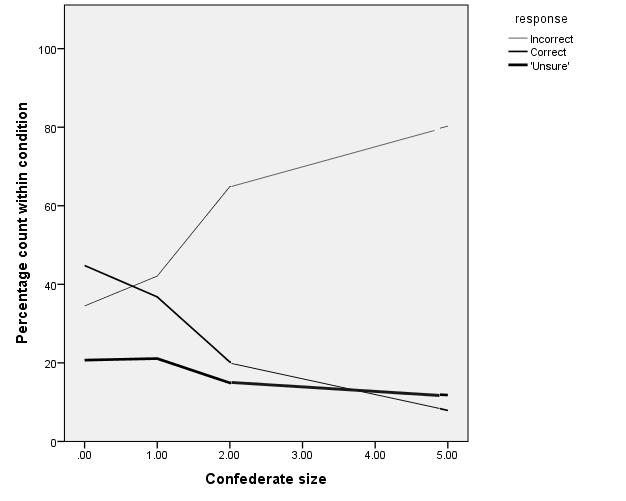 response
Incorrect
Correct
'Unsure'
Percentage count within condition
100
80
60
40
20
0
.00 1.00 2.00 3.00 4.00 5.00
Confederate size